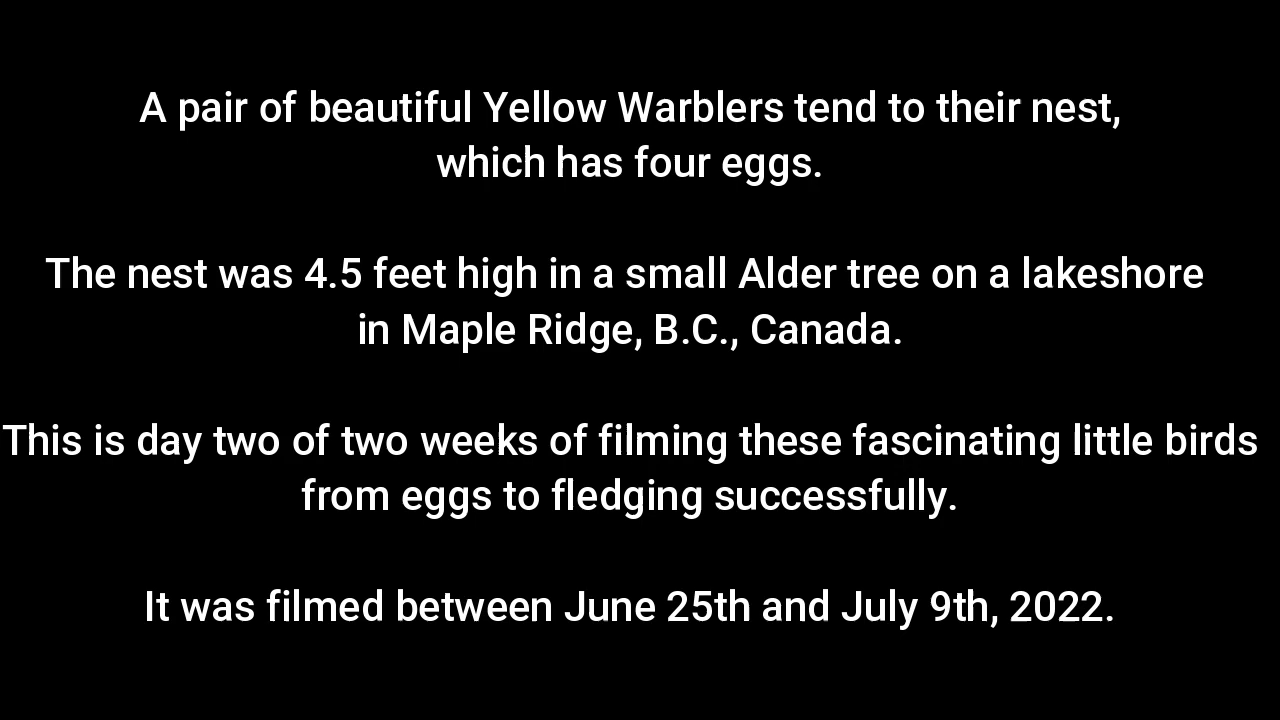 A pair of beautiful Yellow Warblers tend to their nest,
which has four eggs.
The nest was 4.5 feet high in a small Alder tree on a lakeshore
in Maple Ridge, B.C., Canada.
This is day two of two weeks of filming these fascinating little birds
from eggs to fledging successfully.
It was filmed between June 25th and July 9th, 2022.